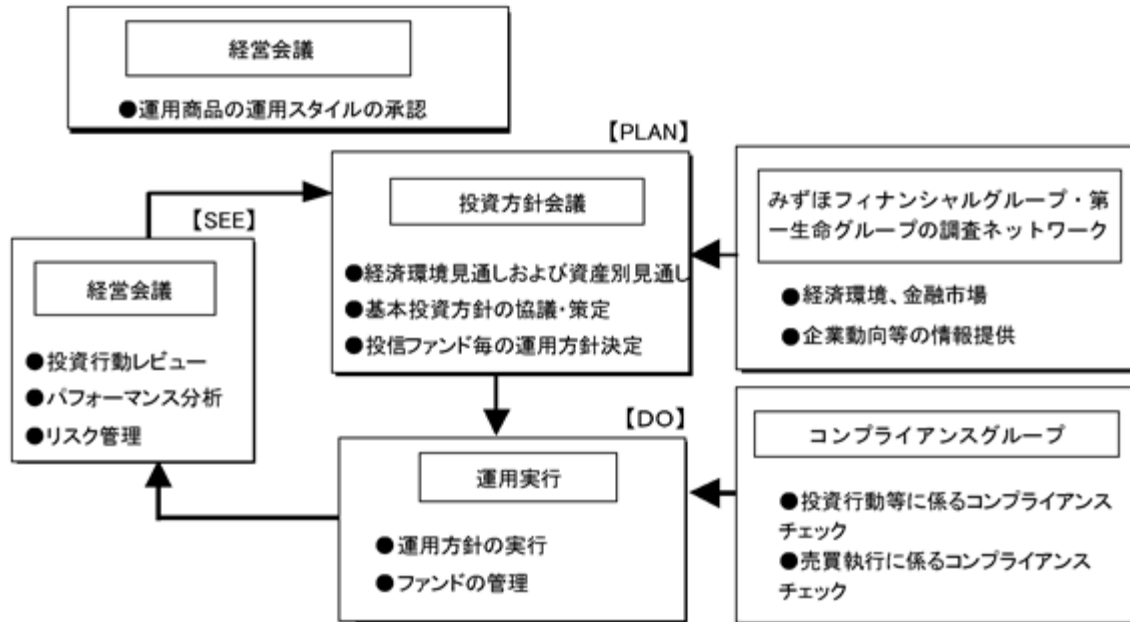 経営会議
●運用商品の運用スタイルの承認
【PLAN】
投資方針会議
●経済環境見通しおよび資産別見通し
●基本投資方針の協議・策定
●投信ファンド毎の運用方針決定
みずほフィナンシャルグループ・第
一生命グループの調査ネットワーク
●経済環境、金融市場
●企業動向等の情報提供
【SEE】
経営会議
●投資行動レビュー
●パフォーマンス分析
●リスク管理
【DO】
運用実行
●運用方針の実行
●ファンドの管理
コンプライアンスグループ
●投資行動等に係るコンプライアンス
チェック
●売買執行に係るコンプライアンス
チェック